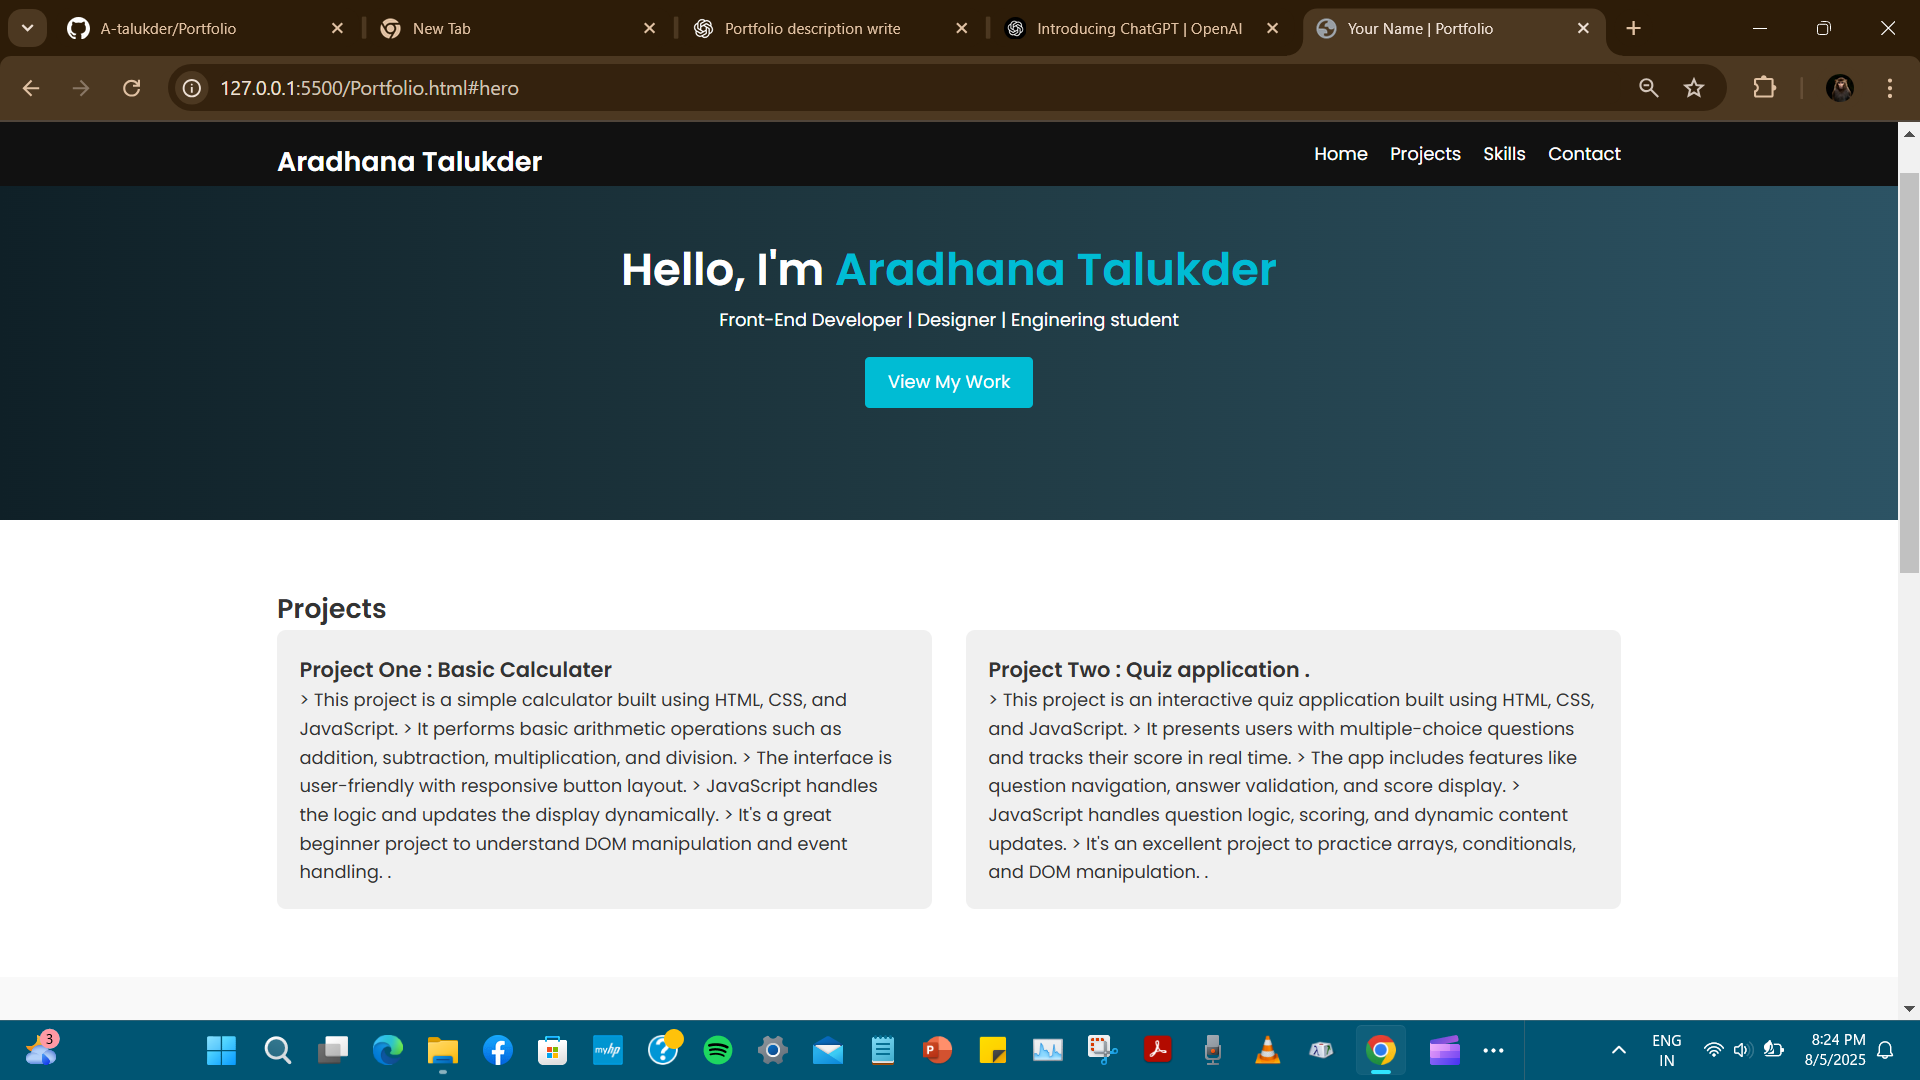 A-talukder/Portfolio
New Tab
Portfolio description write
Introducing ChatGPT | OpenAI
Your Name | Portfolio
127.0.0.1:5500/Portfolio.html#hero
Aradhana Talukder
Home Projects Skills Contact
Hello, I'm Aradhana Talukder
Front-End Developer | Designer | Enginering student
View My Work
Projects
Project One : Basic Calculater
> This project is a simple calculator built using HTML, CSS, and
JavaScript. > It performs basic arithmetic operations such as
addition, subtraction, multiplication, and division. > The interface is
user-friendly with responsive button layout. > JavaScript handles
the logic and updates the display dynamically. > It's a great
beginner project to understand DOM manipulation and event
handling. .
Project Two : Quiz application .
> This project is an interactive quiz application built using HTML, CSS,
and JavaScript. > It presents users with multiple-choice questions
and tracks their score in real time. > The app includes features like
question navigation, answer validation, and score display. >
JavaScript handles question logic, scoring, and dynamic content
updates. > It's an excellent project to practice arrays, conditionals,
and DOM manipulation. .
3
myhp
ENG
IN
8:24 PM
8/5/2025